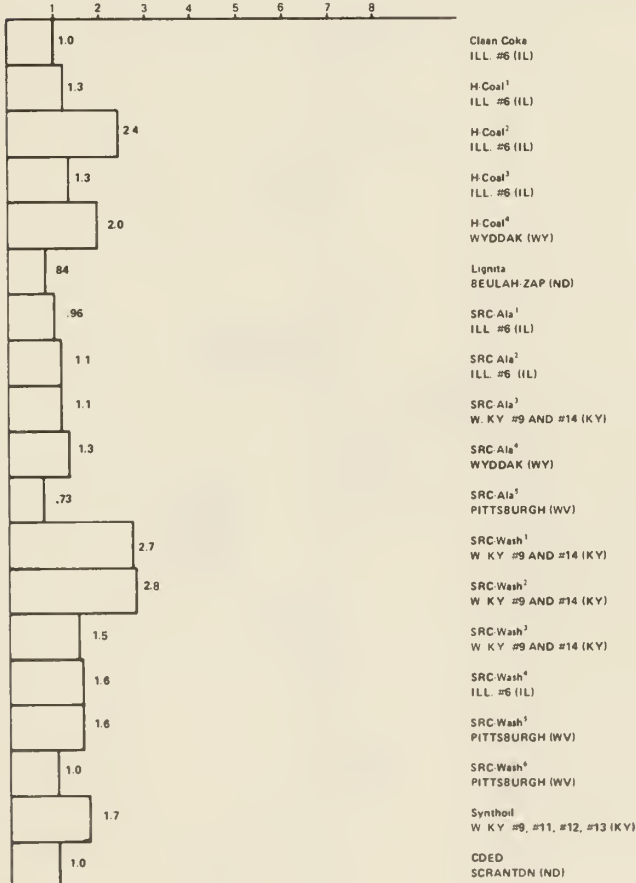 1 2 3 4 5 6 7 8
1.0
Clean Coke
ILL. #6 (IL)
1.3
H-Coal¹
ILL #6 (IL)
2 4
H-Coal²
ILL. #6 (IL)
1.3
H-Coal³
ILL. #6 (IL)
2.0
H-Coal⁴
WYDDAK (WY)
84
Lignita
BEULAH-ZAP (ND)
.96
SRC-Ala¹
ILL #6 (IL)
1 1
SRC Ala²
ILL. #6 (IL)
1.1
SRC-Ala³
W. KY #9 AND #14 (KY)
1.3
SRC-Ala⁴
WYDDAK (WY)
.73
SRC-Ala⁵
PITTSBURGH (WV)
2.7
SRC-Wash¹
W KY #9 AND #14 (KY)
2.8
SRC-Wash²
W KY #9 AND #14 (KY)
1.5
SRC-Wash³
W KY #9 AND #14 (KY)
1.6
SRC-Wash⁴
ILL. #6 (IL)
1.6
SRC-Wash⁵
PITTSBURGH (WV)
1.0
SRC-Wash⁶
PITTSBURGH (WV)
1.7
Synthoil
W KY #9, #11, #12, #13 (KY)
1.0
CDED
SCRANTDN (ND)